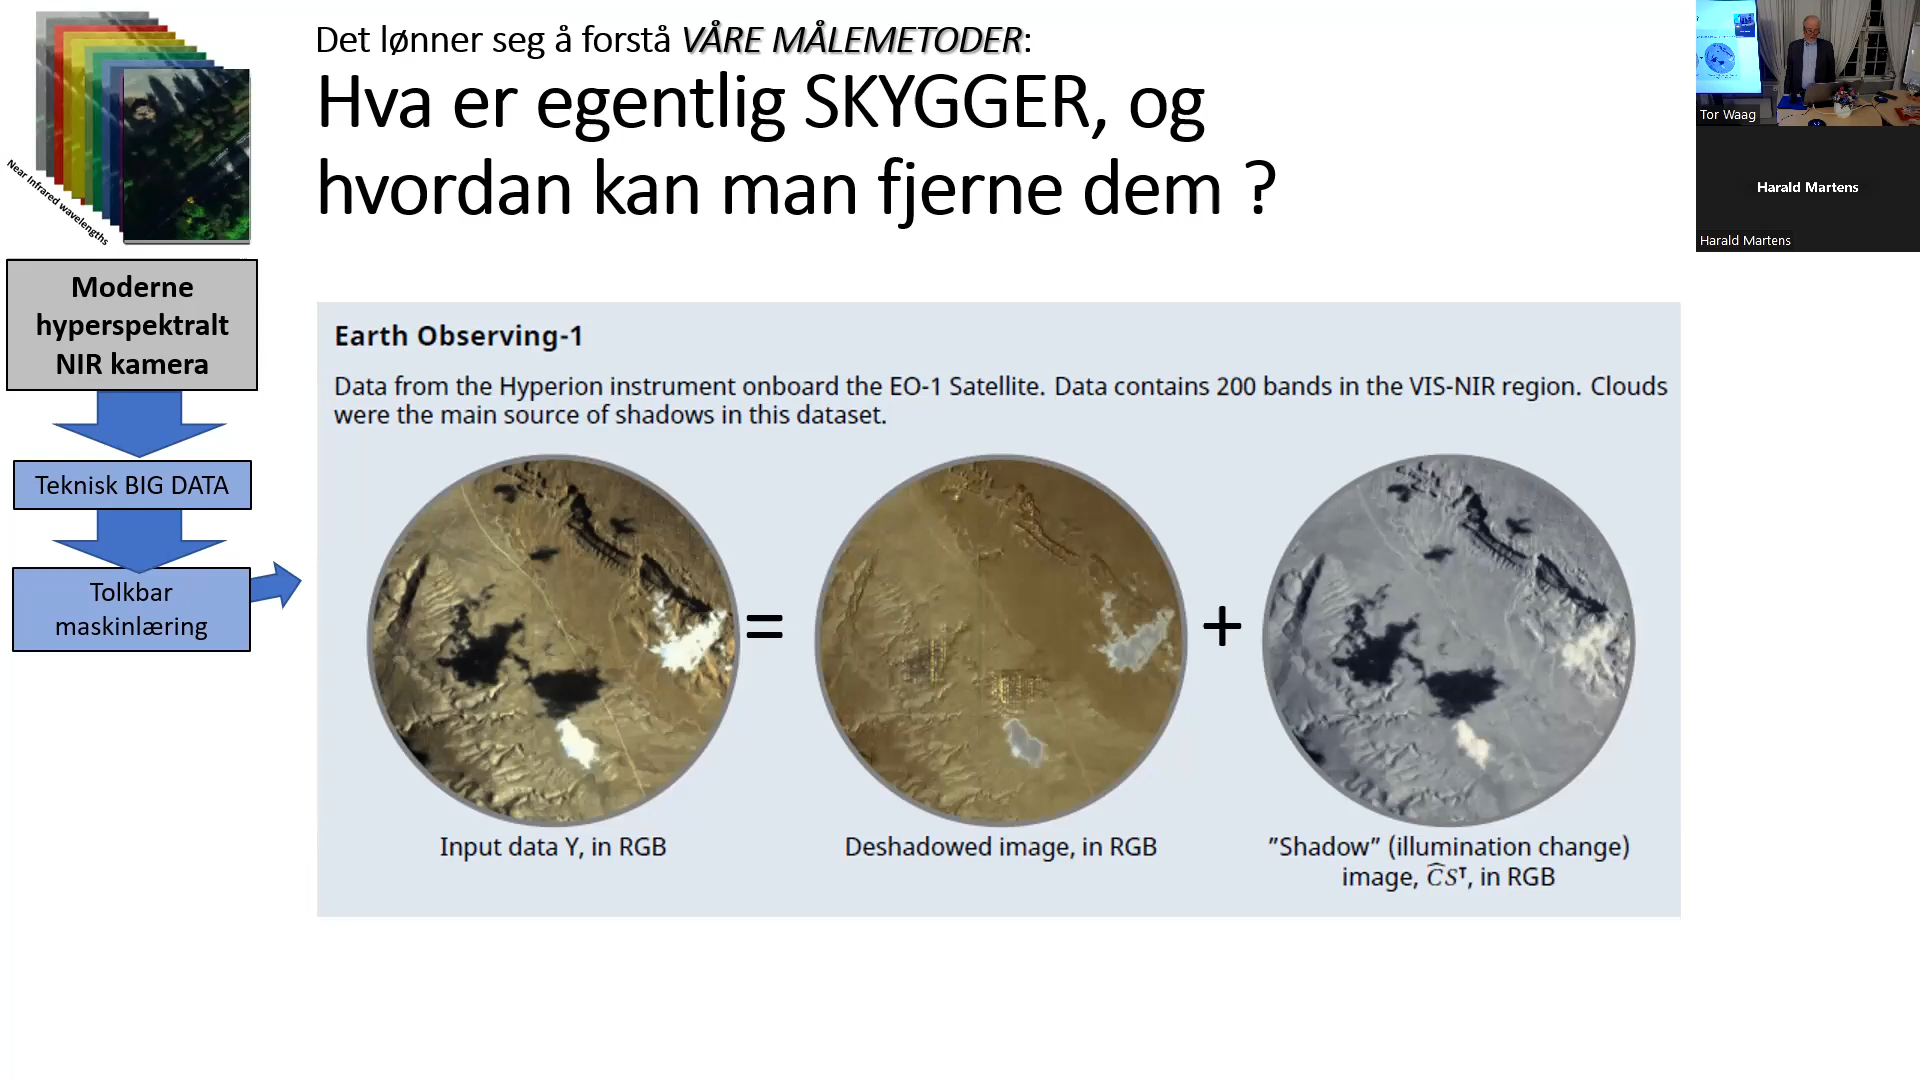 Det lønner seg å forstå VÅRE MÅLEMETODER:
Hva er egentlig SKYGGER, og
hvordan kan man fjerne dem ?
Near Infrared wavelengths
Moderne
hyperspektralt
NIR kamera
Teknisk BIG DATA
Tolkbar
maskinlæring
Earth Observing-1
Data from the Hyperion instrument onboard the EO-1 Satellite. Data contains 200 bands in the VIS-NIR region. Clouds
were the main source of shadows in this dataset.
=
+
Input data Y, in RGB
Deshadowed image, in RGB
”Shadow” (illumination change)
image, ĈSᵀ, in RGB
Tor Waag
Harald Martens
Harald Martens